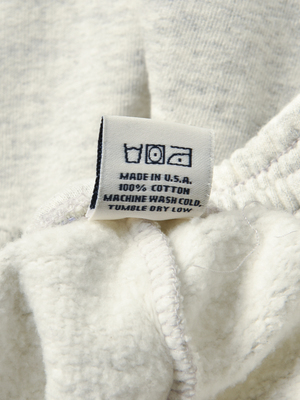 MADE IN U.S.A.
100% COTTON
MACHINE WASH COLD,
TUMBLE DRY LOW